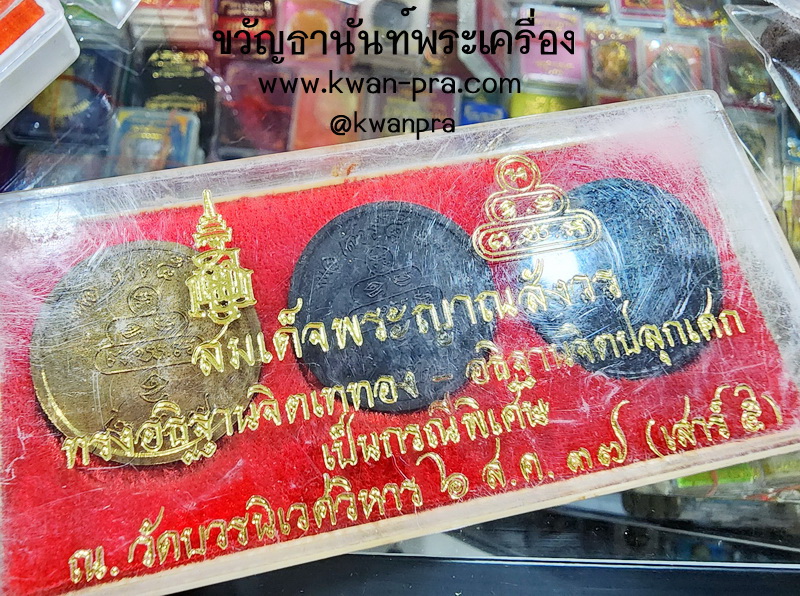 ขวัญธานันท์พระเครื่อง
www.kwan-pra.com
@kwanpra
สมเด็จพระญาณสังวร
ทรงอธิฐานจิตเททอง - อธิฐานจิตปลุกเศก
เป็นกรณีพิเศษ
ณ. วัดบวรนิเวศวิหาร ๖ ส.ค. ๓๗ (เสาร์ ๕)